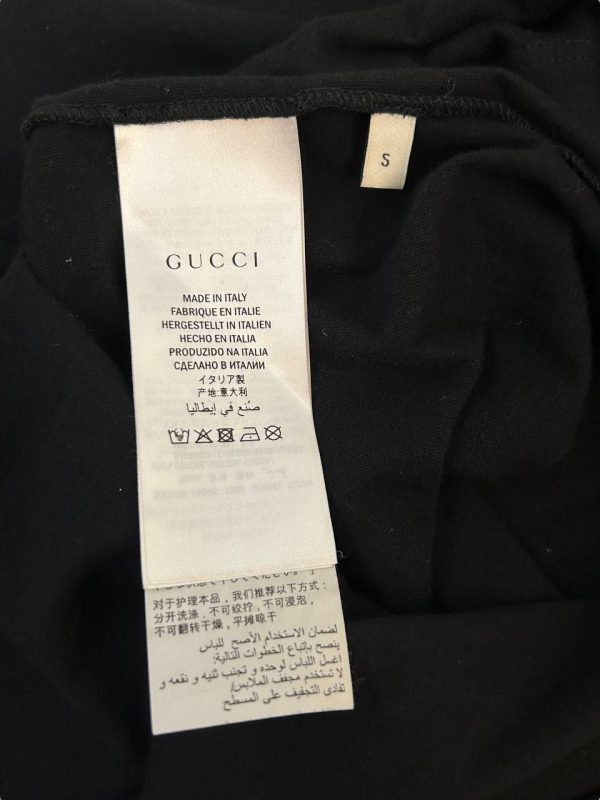 S
GUCCI
MADE IN ITALY
FABRIQUE EN ITALIE
HERGESTELLT IN ITALIEN
HECHO EN ITALIA
PRODUZIDO NA ITALIA
СДЕЛАНО В ИТАЛИИ
イタリア製
产地:意大利
صنع في إيطاليا
对于护理本品，我们推荐以下方式：
分开洗涤，不可绞拧，不可浸泡，
不可翻转干燥，平摊晾干
لضمان الاستخدام الأصح للباس
ينصح بإتباع الخطوات التالية:
اغسل اللباس لوحده و تجنب ثنيه و نقعه و
لا تستخدم مجفف الملابس/
تفادى التجفيف على المسطح